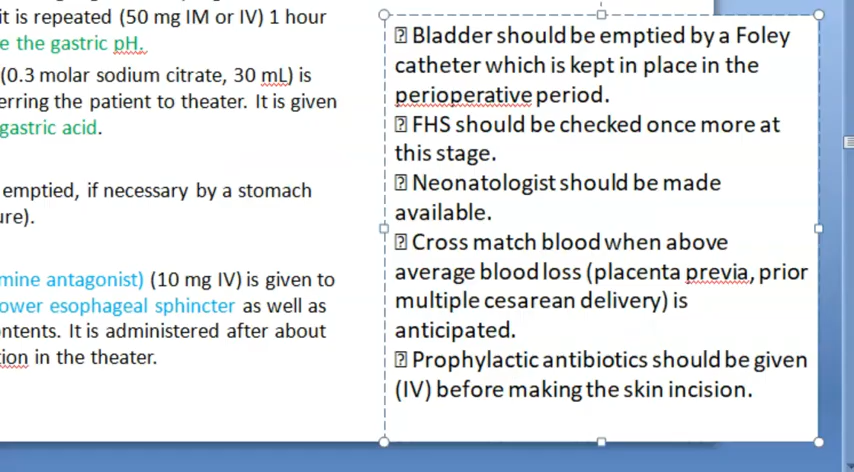 it is repeated (50 mg IM or IV) 1 hour
e the gastric pH.
(0.3 molar sodium citrate, 30 mL) is
erring the patient to theater. It is given
gastric acid.
emptied, if necessary by a stomach
ure).
mine antagonist) (10 mg IV) is given to
ower esophageal sphincter as well as
ntents. It is administered after about
tion in the theater.
Bladder should be emptied by a Foley
catheter which is kept in place in the
perioperative period.
FHS should be checked once more at
this stage.
Neonatologist should be made
available.
Cross match blood when above
average blood loss (placenta previa, prior
multiple cesarean delivery) is
anticipated.
Prophylactic antibiotics should be given
(IV) before making the skin incision.